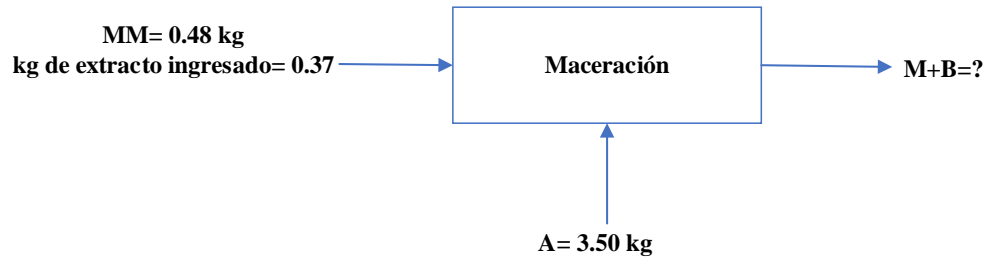 MM= 0.48 kg
kg de extracto ingresado= 0.37
Maceración
M+B=?
A= 3.50 kg